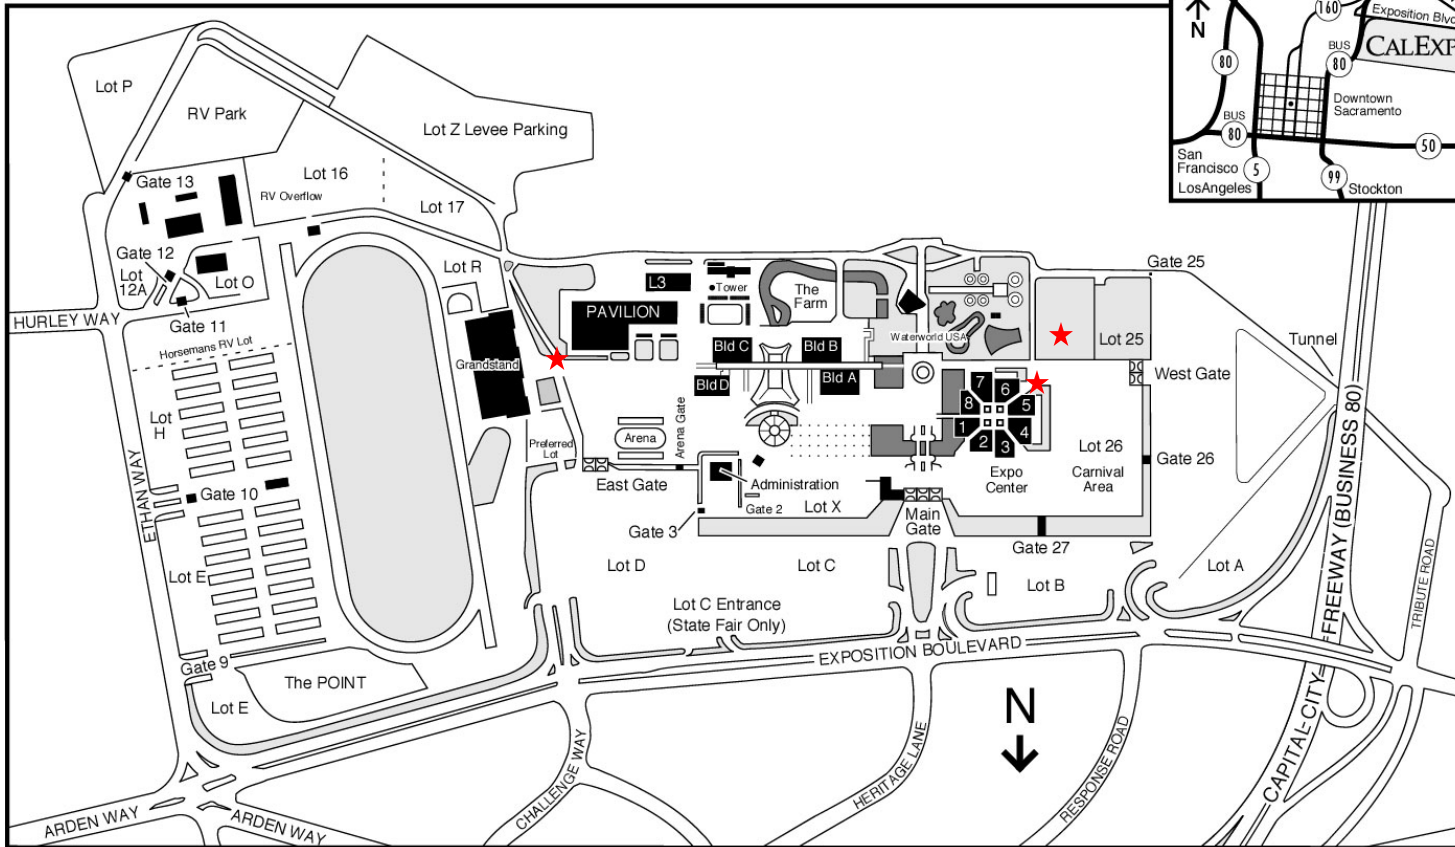 N
160
Exposition Blv
BUS
80
CALEXP
80
BUS
80
Downtown
Sacramento
50
San
Francisco
LosAngeles
5
99
Stockton
Lot P
RV Park
Lot Z Levee Parking
Gate 13
Lot 16
RV Overflow
Lot 17
Gate 12
Lot
12A
Lot O
Gate 11
HURLEY WAY
Horsemans RV Lot
Lot R
Grandstand
PAVILION
L3
Tower
The
Farm
Bld C
Bld B
Bld D
Bld A
Waterworld USA
Lot 25
Gate 25
Tunnel
West Gate
7
6
8
5
1
4
2
3
Lot 26
Carnival
Area
Expo
Center
Gate 26
Lot
H
ETHAN WAY
Gate 10
Preferred
Lot
Arena
Arena Gate
East Gate
Administration
Gate 2
Lot X
Gate 3
Main
Gate
Gate 27
Lot D
Lot C
Lot B
Lot A
Lot E
Lot C Entrance
(State Fair Only)
EXPOSITION BOULEVARD
Gate 9
The POINT
Lot E
N
ARDEN WAY
ARDEN WAY
CHALLENGE WAY
HERITAGE LANE
RESPONSE ROAD
CAPITAL-CITY FREEWAY (BUSINESS 80)
TRIBUTE ROAD